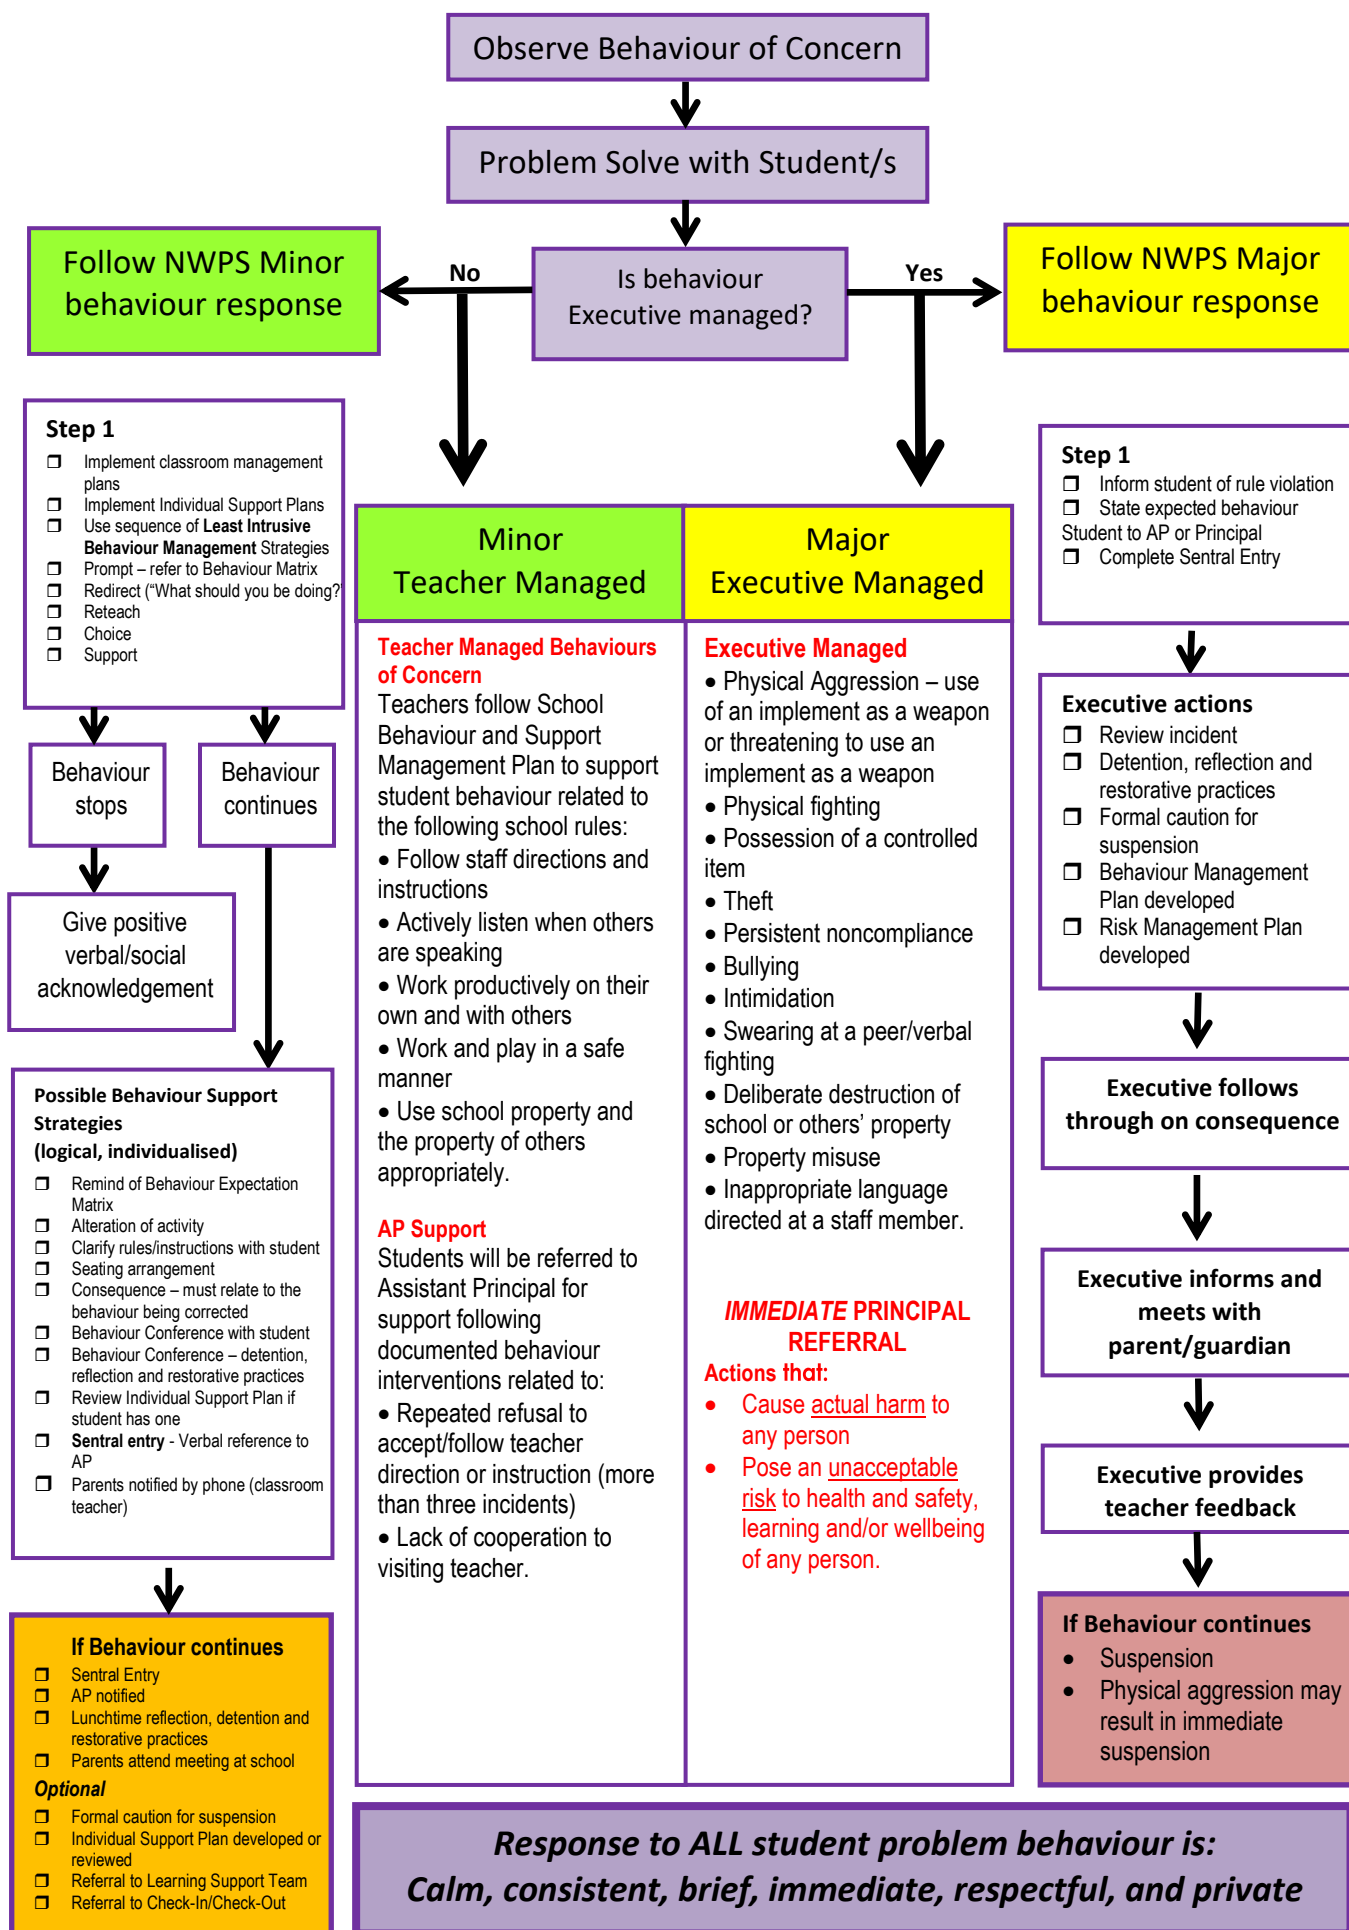 Observe Behaviour of Concern
Problem Solve with Student/s
Follow NWPS Minor
behaviour response
No
Is behaviour
Executive managed?
Yes
Follow NWPS Major
behaviour response
Step 1
❒ Implement classroom management
plans
❒ Implement Individual Support Plans
❒ Use sequence of Least Intrusive
Behaviour Management Strategies
❒ Prompt – refer to Behaviour Matrix
❒ Redirect (“What should you be doing?”
❒ Reteach
❒ Choice
❒ Support
Behaviour
stops
Behaviour
continues
Give positive
verbal/social
acknowledgement
Possible Behaviour Support
Strategies
(logical, individualised)
❒ Remind of Behaviour Expectation
Matrix
❒ Alteration of activity
❒ Clarify rules/instructions with student
❒ Seating arrangement
❒ Consequence – must relate to the
behaviour being corrected
❒ Behaviour Conference with student
❒ Behaviour Conference – detention,
reflection and restorative practices
❒ Review Individual Support Plan if
student has one
❒ Sentral entry - Verbal reference to
AP
❒ Parents notified by phone (classroom
teacher)
If Behaviour continues
❒ Sentral Entry
❒ AP notified
❒ Lunchtime reflection, detention and
restorative practices
❒ Parents attend meeting at school
Optional
❒ Formal caution for suspension
❒ Individual Support Plan developed or
reviewed
❒ Referral to Learning Support Team
❒ Referral to Check-In/Check-Out
Minor
Teacher Managed
Teacher Managed Behaviours
of Concern
Teachers follow School
Behaviour and Support
Management Plan to support
student behaviour related to
the following school rules:
• Follow staff directions and
instructions
• Actively listen when others
are speaking
• Work productively on their
own and with others
• Work and play in a safe
manner
• Use school property and
the property of others
appropriately.
AP Support
Students will be referred to
Assistant Principal for
support following
documented behaviour
interventions related to:
• Repeated refusal to
accept/follow teacher
direction or instruction (more
than three incidents)
• Lack of cooperation to
visiting teacher.
Major
Executive Managed
Executive Managed
• Physical Aggression – use
of an implement as a weapon
or threatening to use an
implement as a weapon
• Physical fighting
• Possession of a controlled
item
• Theft
• Persistent noncompliance
• Bullying
• Intimidation
• Swearing at a peer/verbal
fighting
• Deliberate destruction of
school or others’ property
• Property misuse
• Inappropriate language
directed at a staff member.
IMMEDIATE PRINCIPAL
REFERRAL
Actions that:
• Cause actual harm to
any person
• Pose an unacceptable
risk to health and safety,
learning and/or wellbeing
of any person.
Step 1
❒ Inform student of rule violation
❒ State expected behaviour
Student to AP or Principal
❒ Complete Sentral Entry
Executive actions
❒ Review incident
❒ Detention, reflection and
restorative practices
❒ Formal caution for
suspension
❒ Behaviour Management
Plan developed
❒ Risk Management Plan
developed
Executive follows
through on consequence
Executive informs and
meets with
parent/guardian
Executive provides
teacher feedback
If Behaviour continues
• Suspension
• Physical aggression may
result in immediate
suspension
Response to ALL student problem behaviour is:
Calm, consistent, brief, immediate, respectful, and private